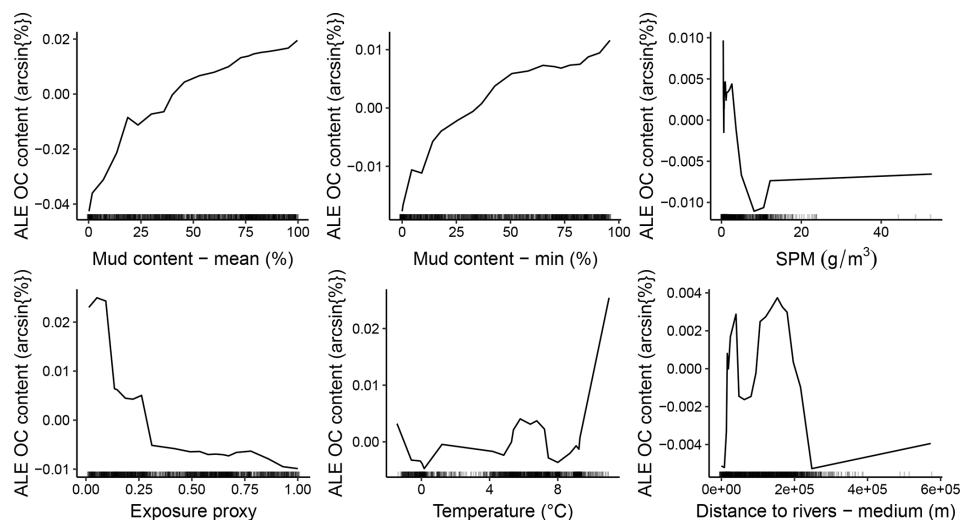 ALE OC content (arcsin{%})
0.02
0.00
−0.02
−0.04
0 25 50 75 100
Mud content − mean (%)
ALE OC content (arcsin{%})
0.01
0.00
−0.01
0 25 50 75 100
Mud content − min (%)
ALE OC content (arcsin{%})
0.010
0.005
0.000
−0.005
−0.010
0 20 40
SPM (g/m³)
ALE OC content (arcsin{%})
0.02
0.01
0.00
−0.01
0.00 0.25 0.50 0.75 1.00
Exposure proxy
ALE OC content (arcsin{%})
0.02
0.01
0.00
0 4 8
Temperature (°C)
ALE OC content (arcsin{%})
0.004
0.002
0.000
−0.002
−0.004
0e+00 2e+05 4e+05 6e+05
Distance to rivers − medium (m)